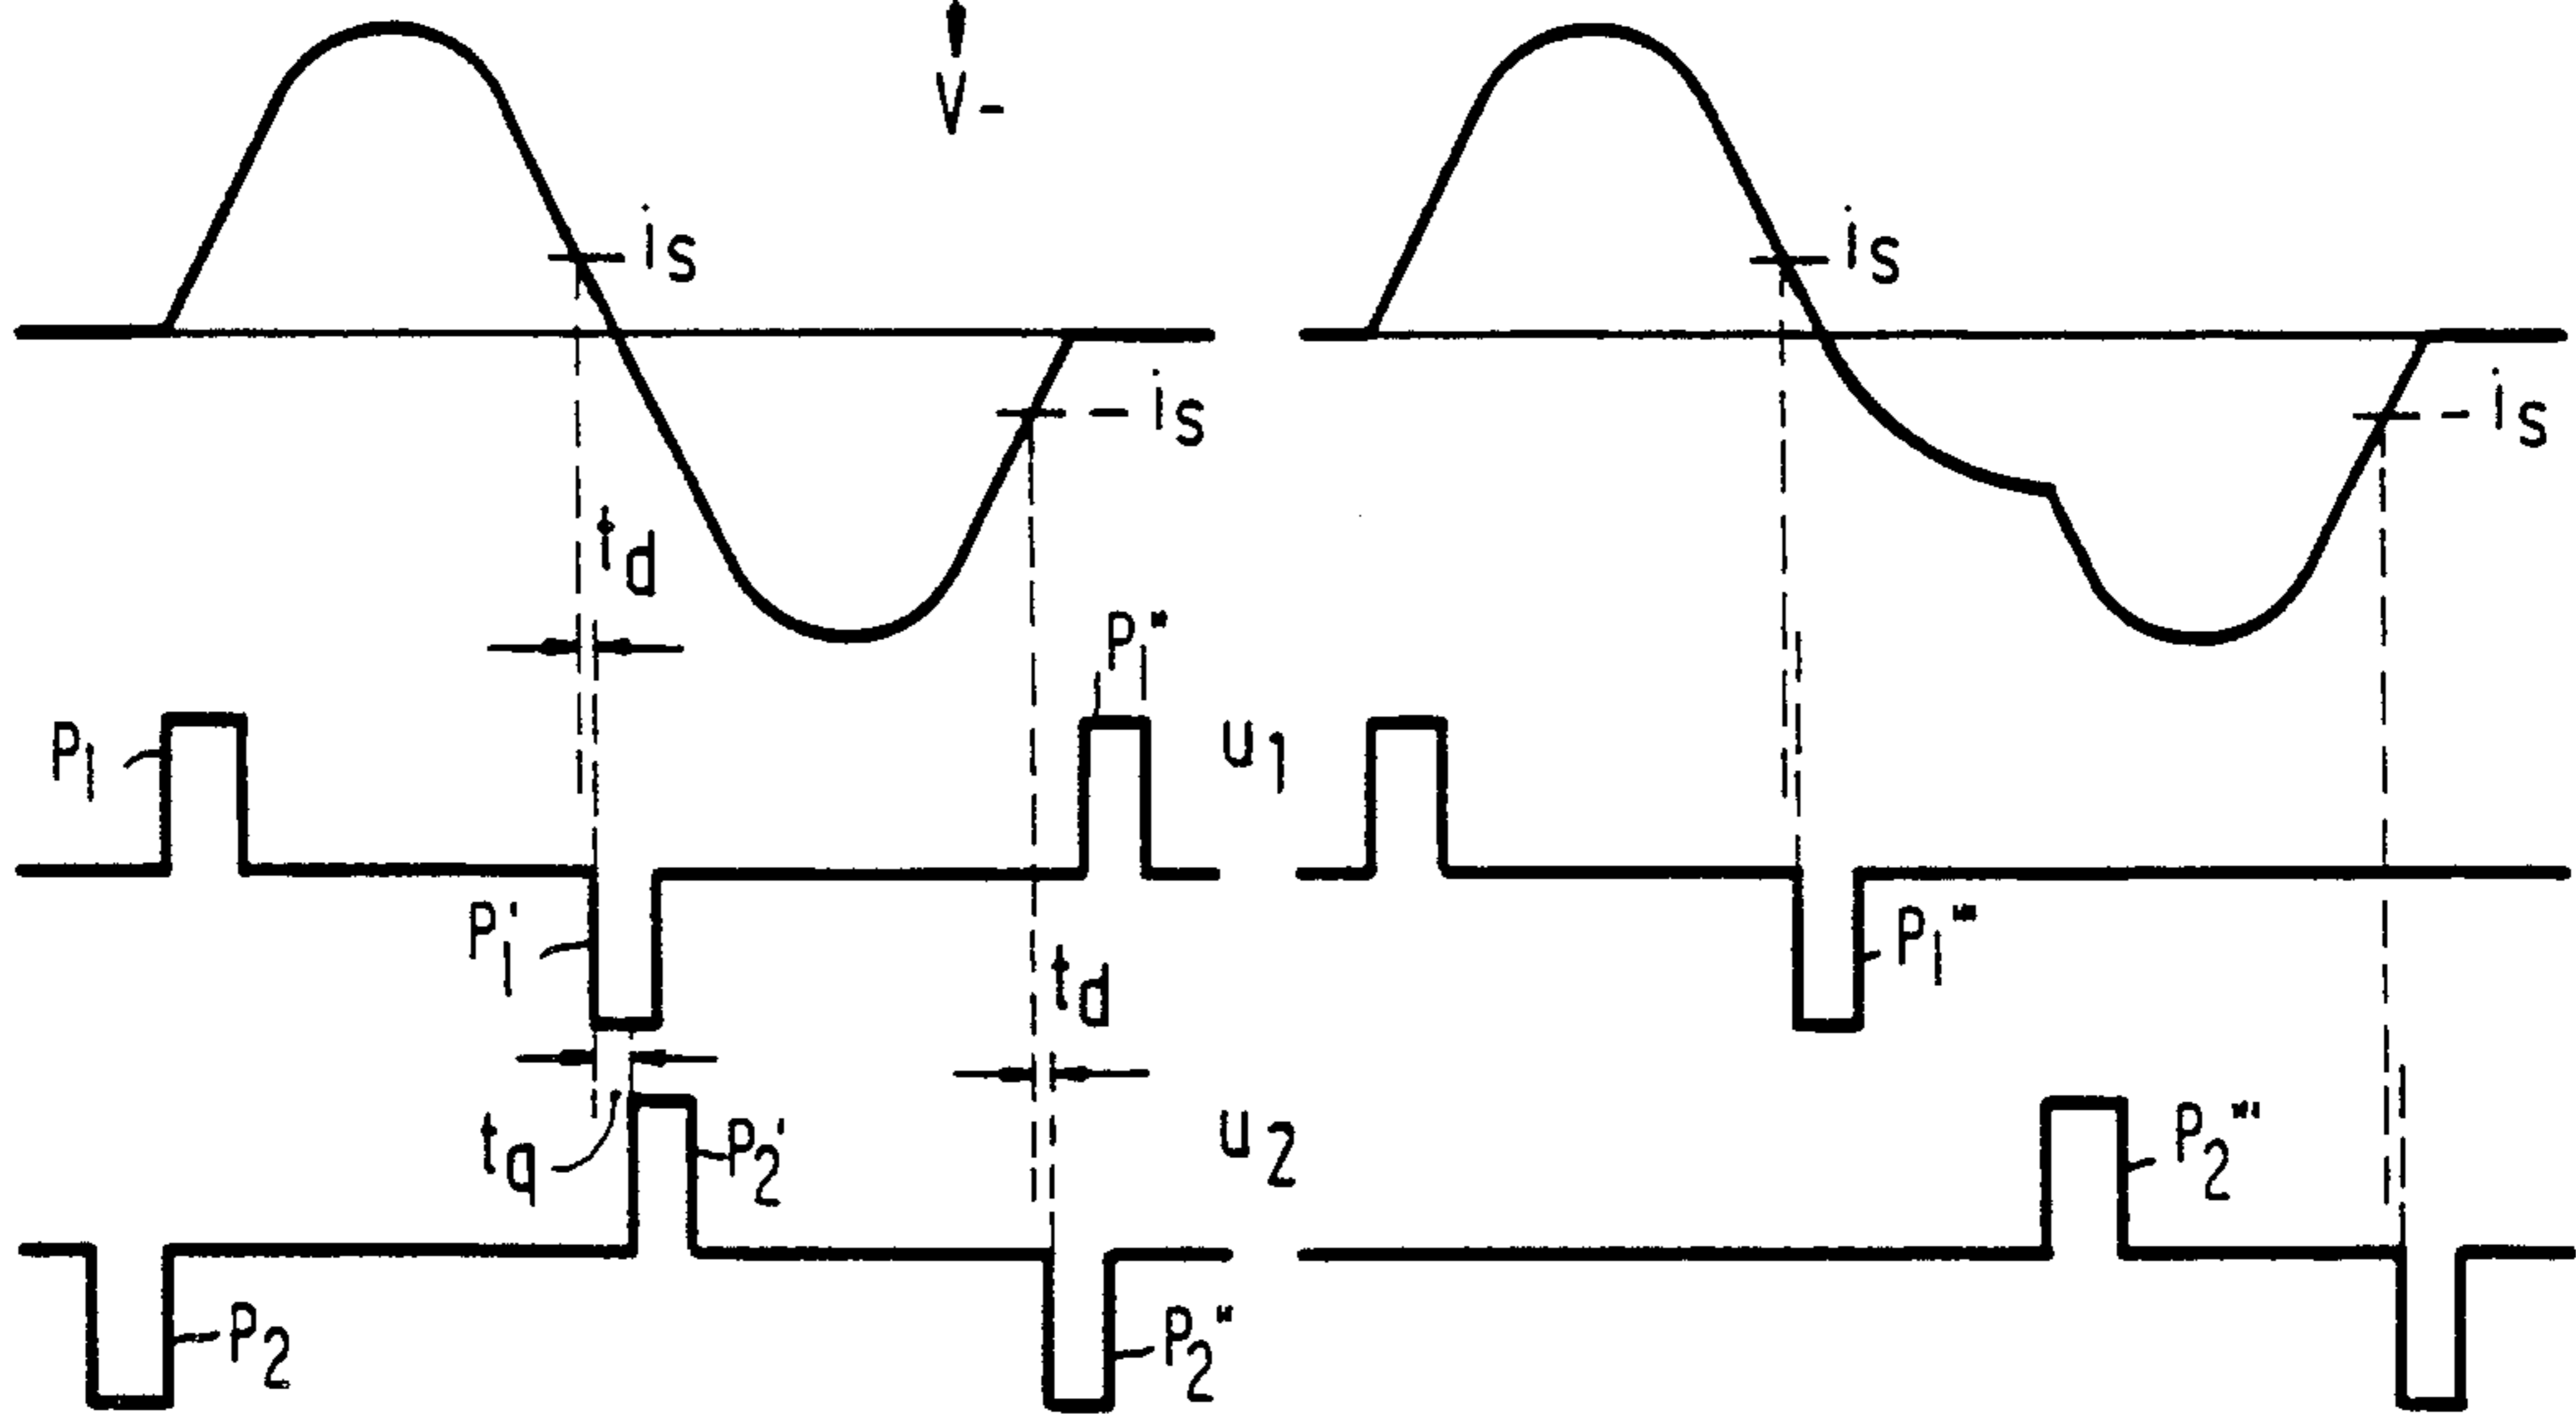 V-
is
is
-is
-is
td
P1"
P1
u1
P1'
P1"'
td
tq
P2'
u2
P2"'
P2
P2"